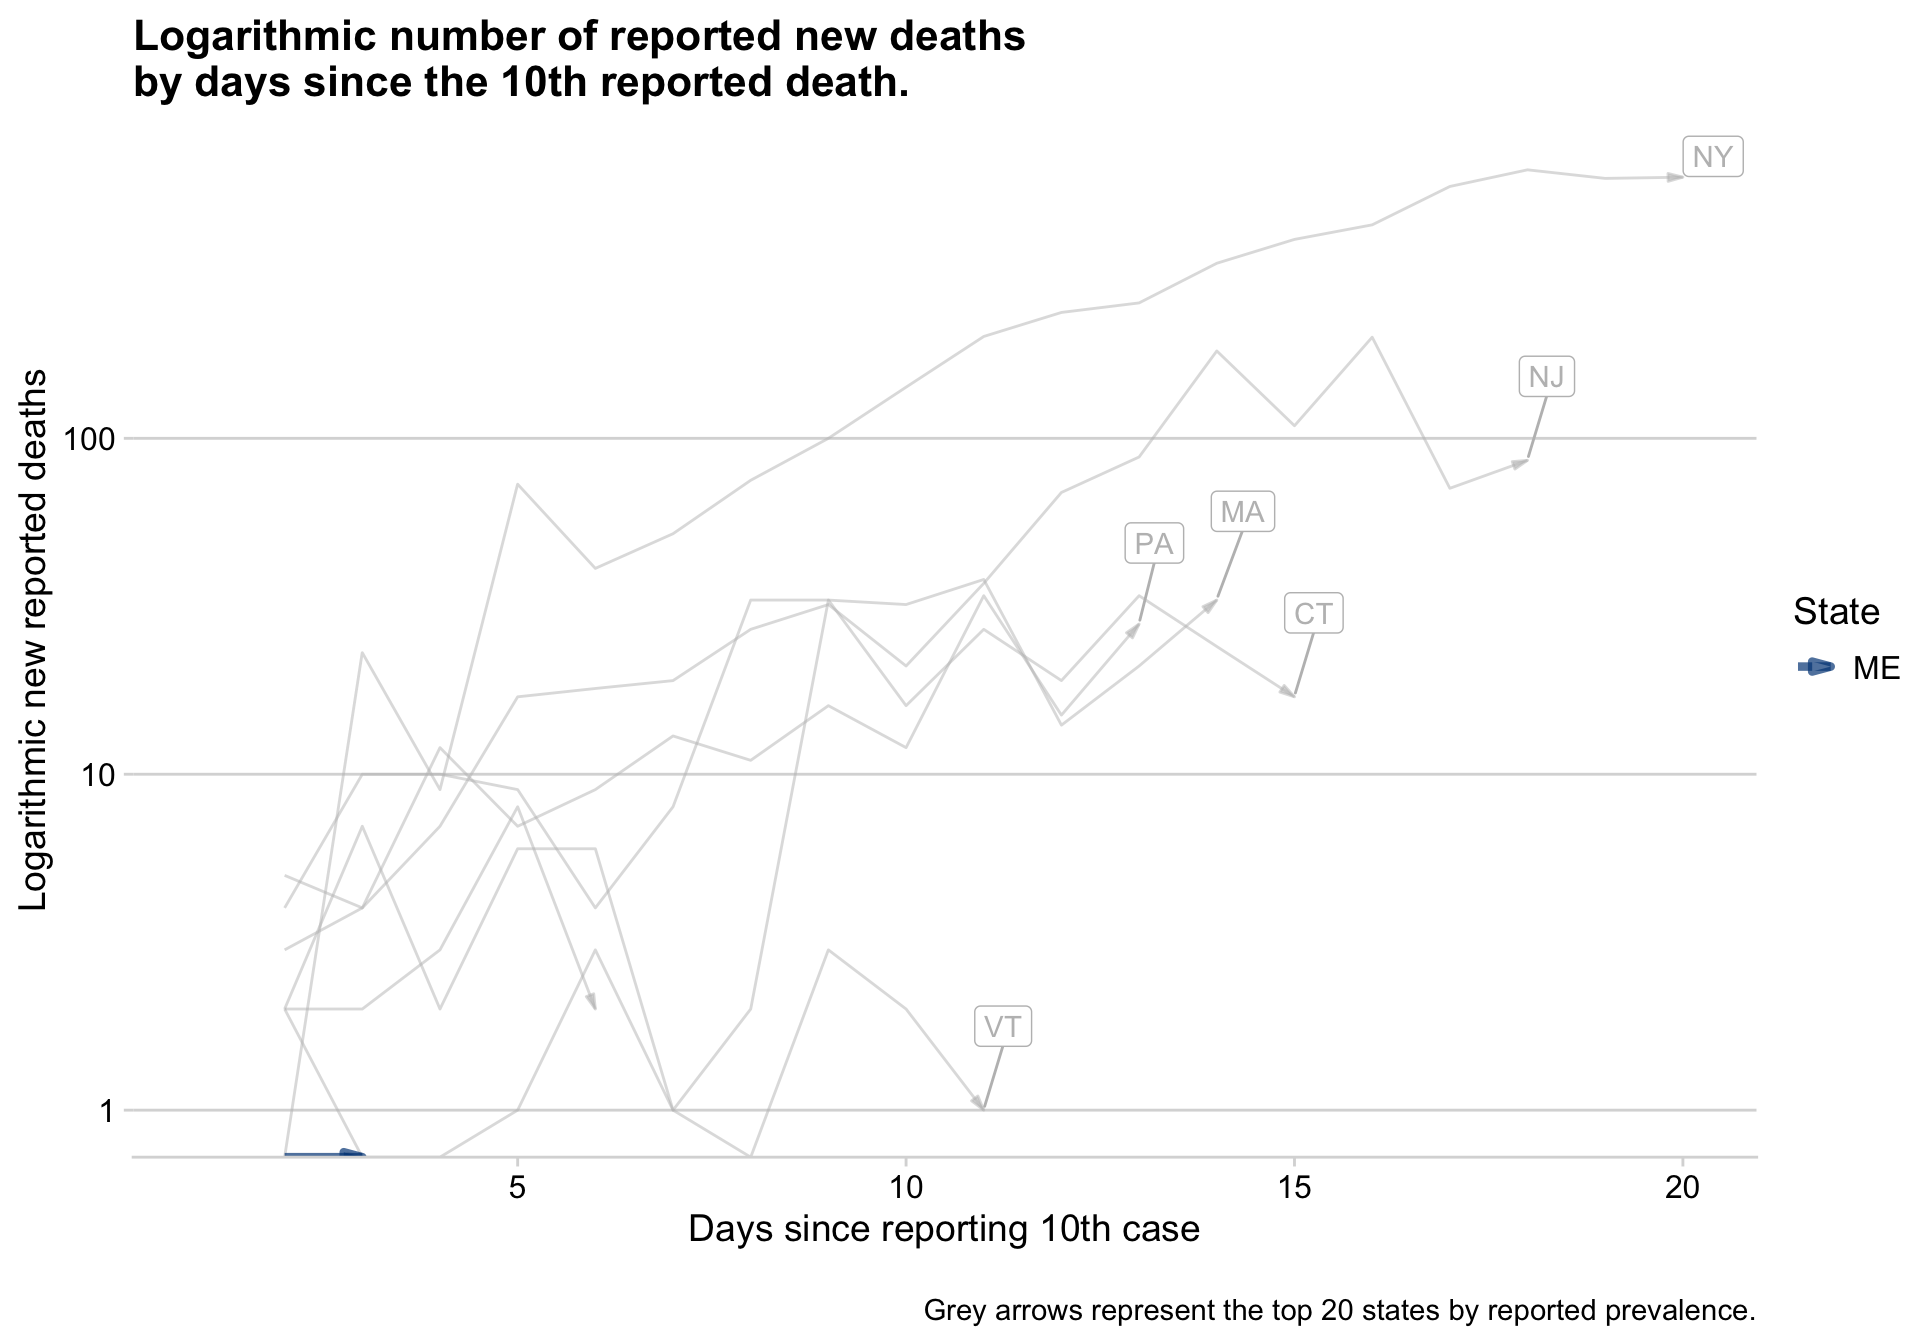 Logarithmic number of reported new deaths
by days since the 10th reported death.
NY
NJ
MA
PA
CT
VT
Logarithmic new reported deaths
100
10
1
5
10
15
20
Days since reporting 10th case
State
ME
Grey arrows represent the top 20 states by reported prevalence.